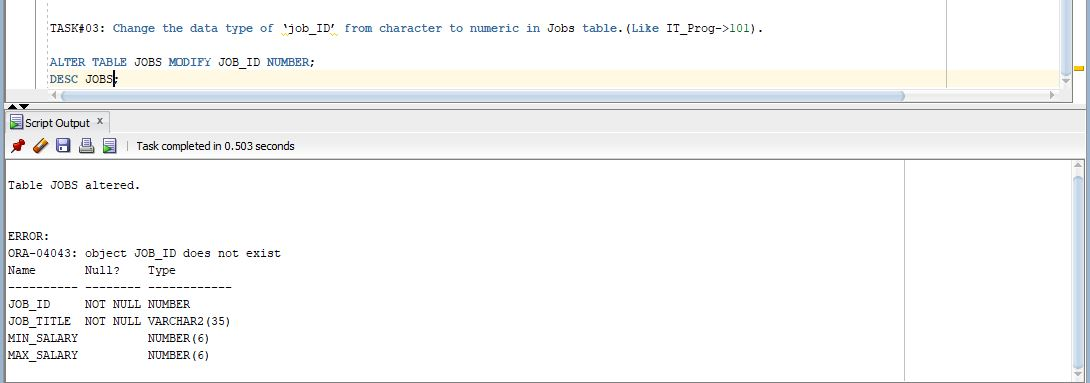 TASK#03: Change the data type of ‘job_ID’ from character to numeric in Jobs table.(Like IT_Prog->101).
ALTER TABLE JOBS MODIFY JOB_ID NUMBER;
DESC JOBS;
Script Output x
Task completed in 0.503 seconds
Table JOBS altered.
ERROR:
ORA-04043: object JOB_ID does not exist
Name       Null?    Type
---------- -------- ------------
JOB_ID     NOT NULL NUMBER
JOB_TITLE  NOT NULL VARCHAR2(35)
MIN_SALARY          NUMBER(6)
MAX_SALARY          NUMBER(6)